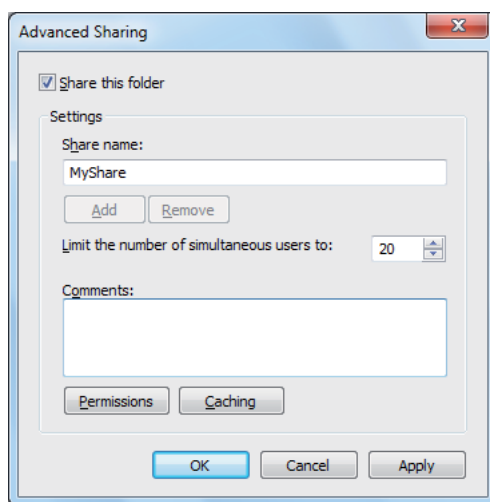 Advanced Sharing
Share this folder
Settings
Share name:
MyShare
Add Remove
Limit the number of simultaneous users to: 20
Comments:
Permissions Caching
OK Cancel Apply